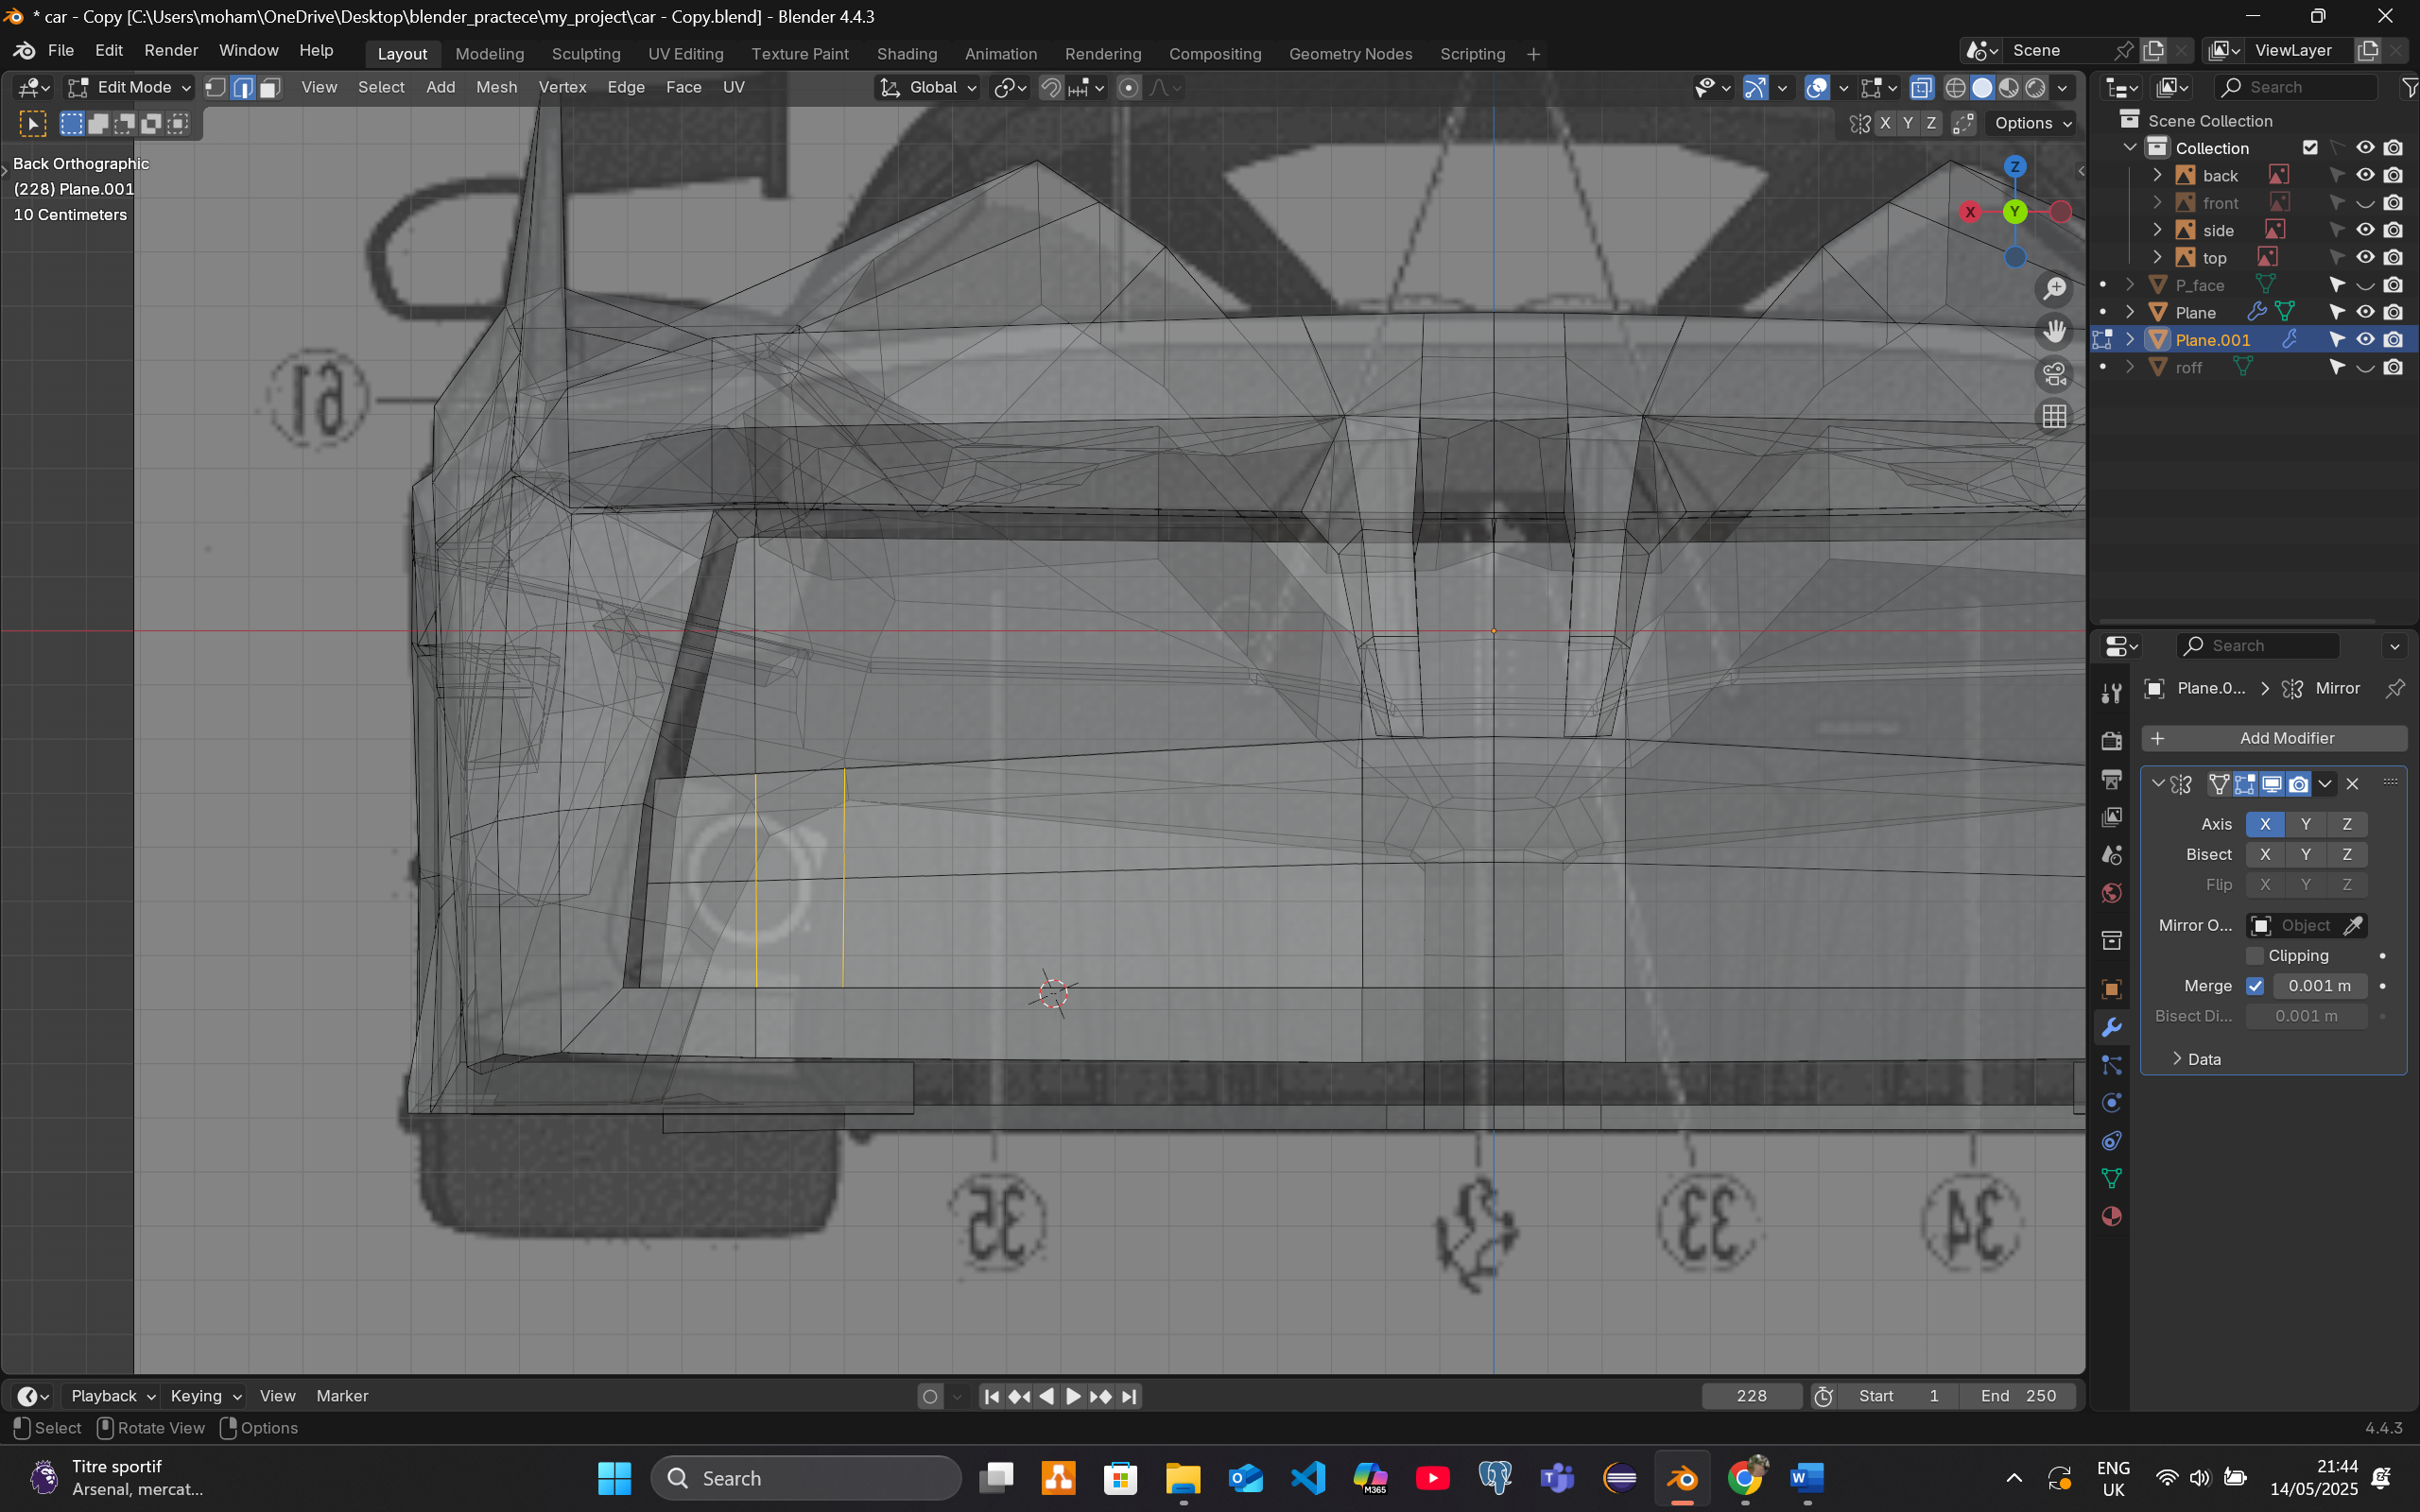 * car - Copy [C:\Users\moham\OneDrive\Desktop\blender_practece\my_project\car - Copy.blend] - Blender 4.4.3
File Edit Render Window Help Layout Modeling Sculpting UV Editing Texture Paint Shading Animation Rendering Compositing Geometry Nodes Scripting + Scene ViewLayer
Edit Mode View Select Add Mesh Vertex Edge Face UV Global Search
X Y Z Options
Back Orthographic
(228) Plane.001
10 Centimeters
Z
X Y
Scene Collection
Collection
back
front
side
top
P_face
Plane
Plane.001
roff
19
35
33
34
Search
Plane.0... > Mirror
+ Add Modifier
Axis X Y Z
Bisect X Y Z
Flip X Y Z
Mirror O... Object
Clipping
Merge 0.001 m
Bisect Di... 0.001 m
> Data
Playback Keying View Marker 228 Start 1 End 250
Select Rotate View Options 4.4.3
Titre sportif
Arsenal, mercat...
Search
M365
ENG
UK
21:44
14/05/2025